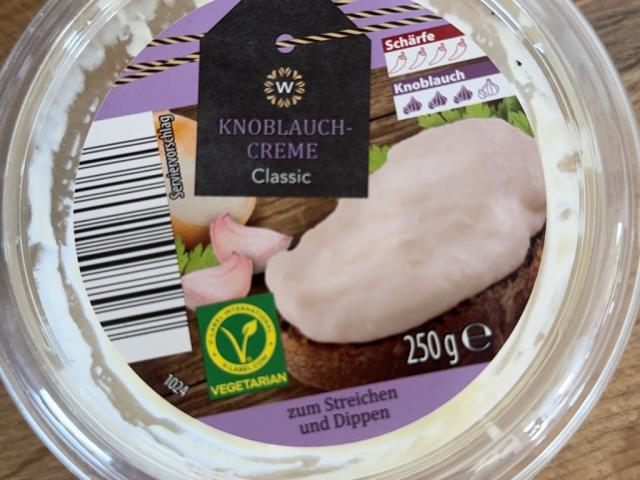 Schärfe
Knoblauch
W
KNOBLAUCH-
CREME
Classic
Serviervorschlag
250 g ℮
V-LABEL INTERNATIONAL
V-LABEL.COM
VEGETARIAN
1024
zum Streichen
und Dippen